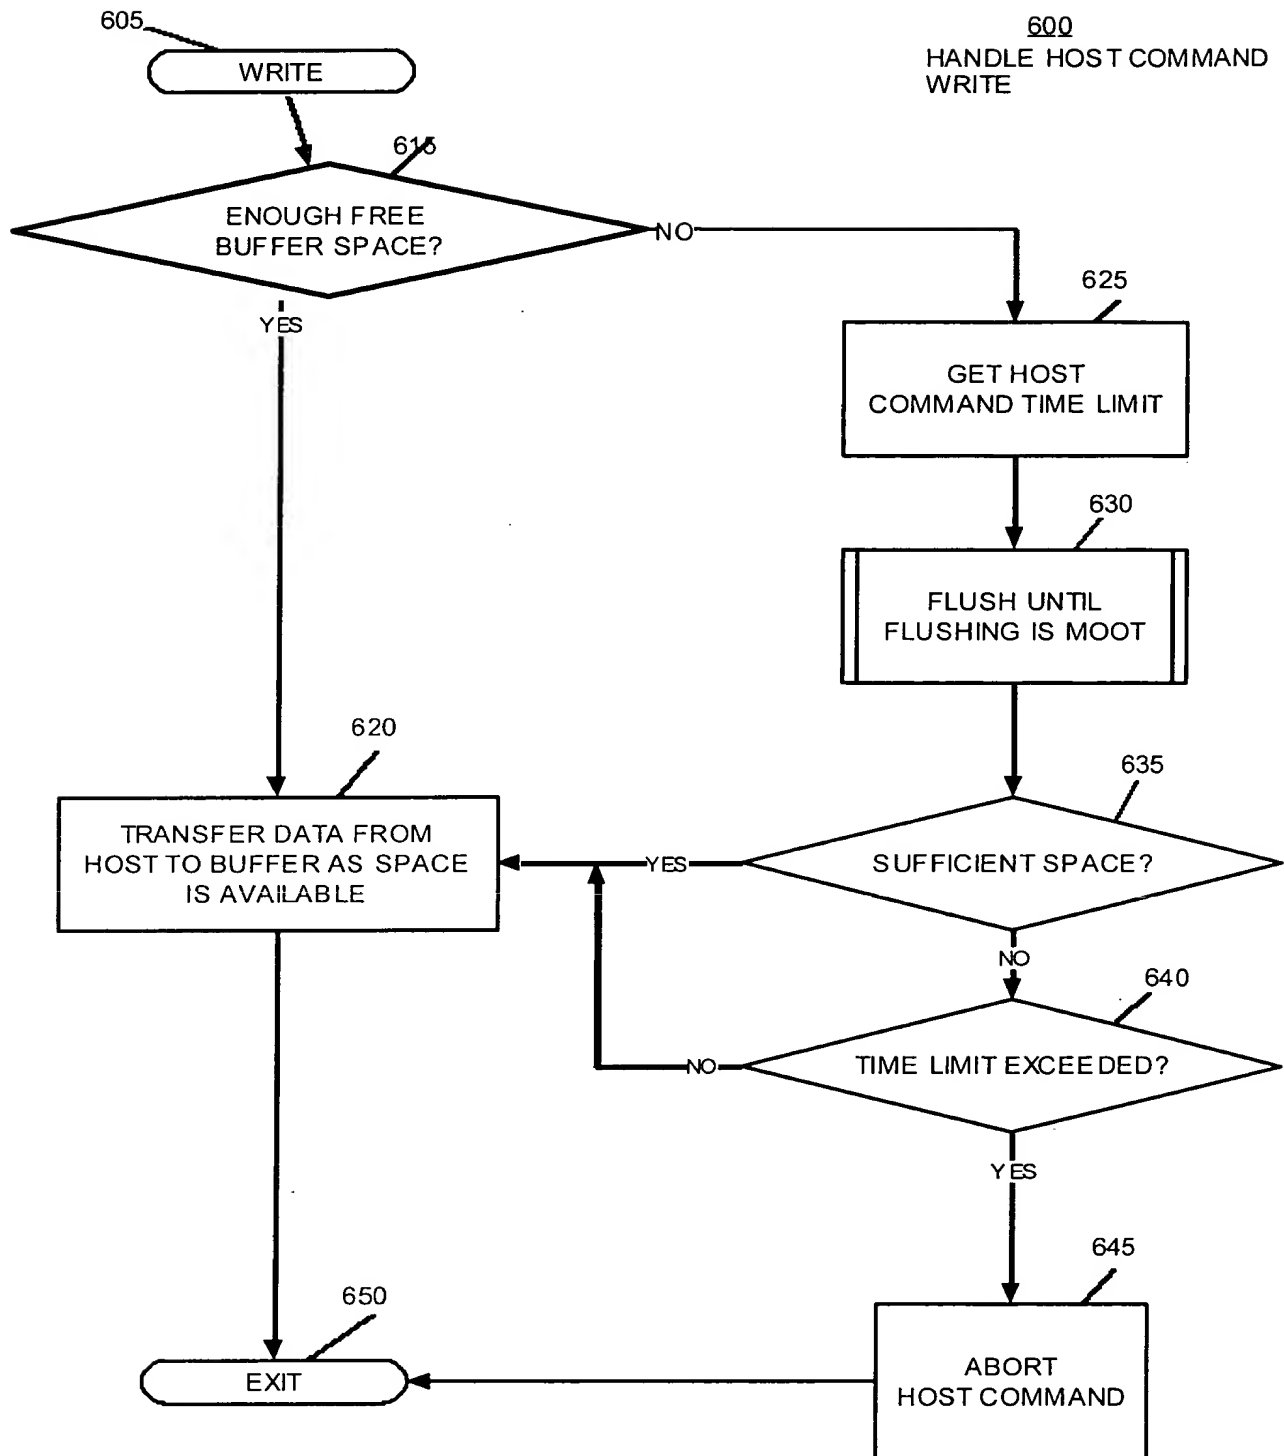 600
HANDLE HOST COMMAND
WRITE
605
WRITE
615
ENOUGH FREE
BUFFER SPACE?
NO
YES
625
GET HOST
COMMAND TIME LIMIT
630
FLUSH UNTIL
FLUSHING IS MOOT
620
TRANSFER DATA FROM
HOST TO BUFFER AS SPACE
IS AVAILABLE
635
SUFFICIENT SPACE?
YES
NO
640
TIME LIMIT EXCEEDED?
NO
YES
645
ABORT
HOST COMMAND
650
EXIT